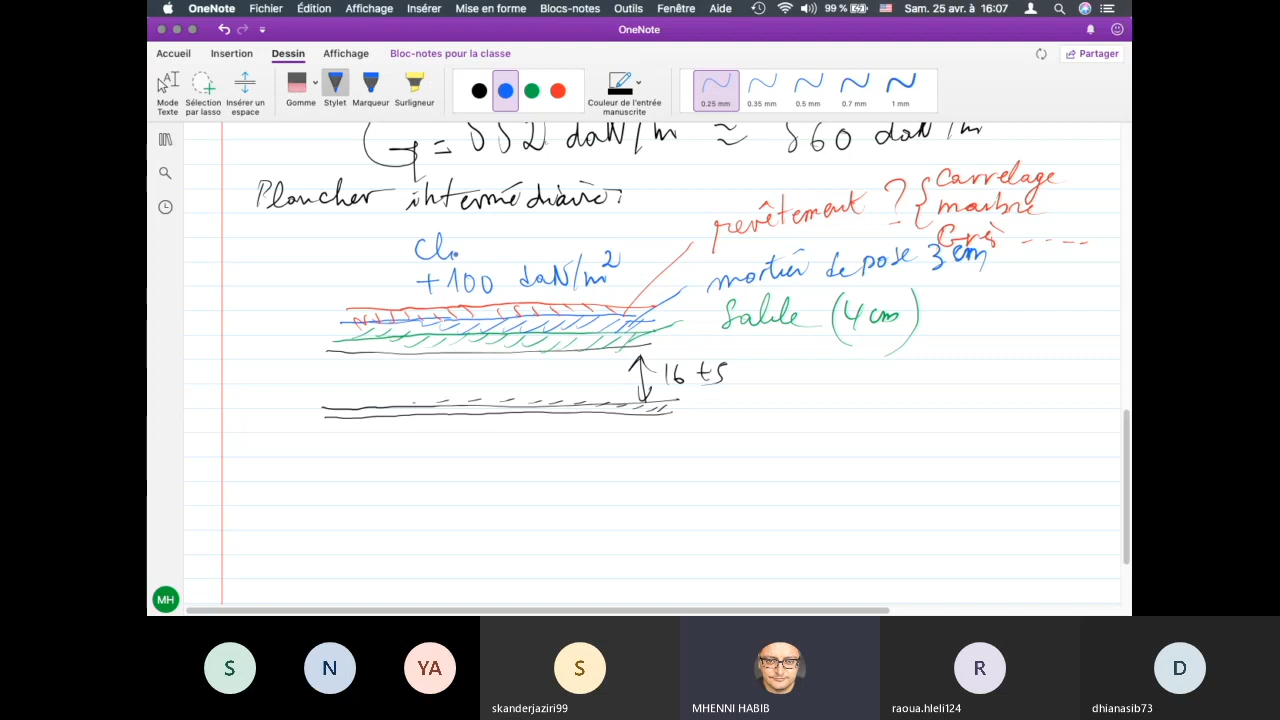 OneNote Fichier Édition Affichage Insérer Mise en forme Blocs-notes Outils Fenêtre Aide 99 % Sam. 25 avr. à 16:07
OneNote
Accueil Insertion Dessin Affichage Bloc-notes pour la classe Partager
Mode Texte
Sélection par lasso
Insérer un espace
Gomme
Stylet
Marqueur
Surligneur
Couleur de l'entrée manuscrite
0.25 mm 0.35 mm 0.5 mm 0.7 mm 1 mm
= 552 daN/m ≈ 560 daN/m
Plancher intermédiaire:
revêtement ? { Carrelage
marbre
Grès ----
+100 daN/m²
mortier de pose 3 cm
Sable (4 cm)
16 +5
MH
S N YA S R D
skanderjaziri99 MHENNI HABIB raoua.hleli124 dhianasib73